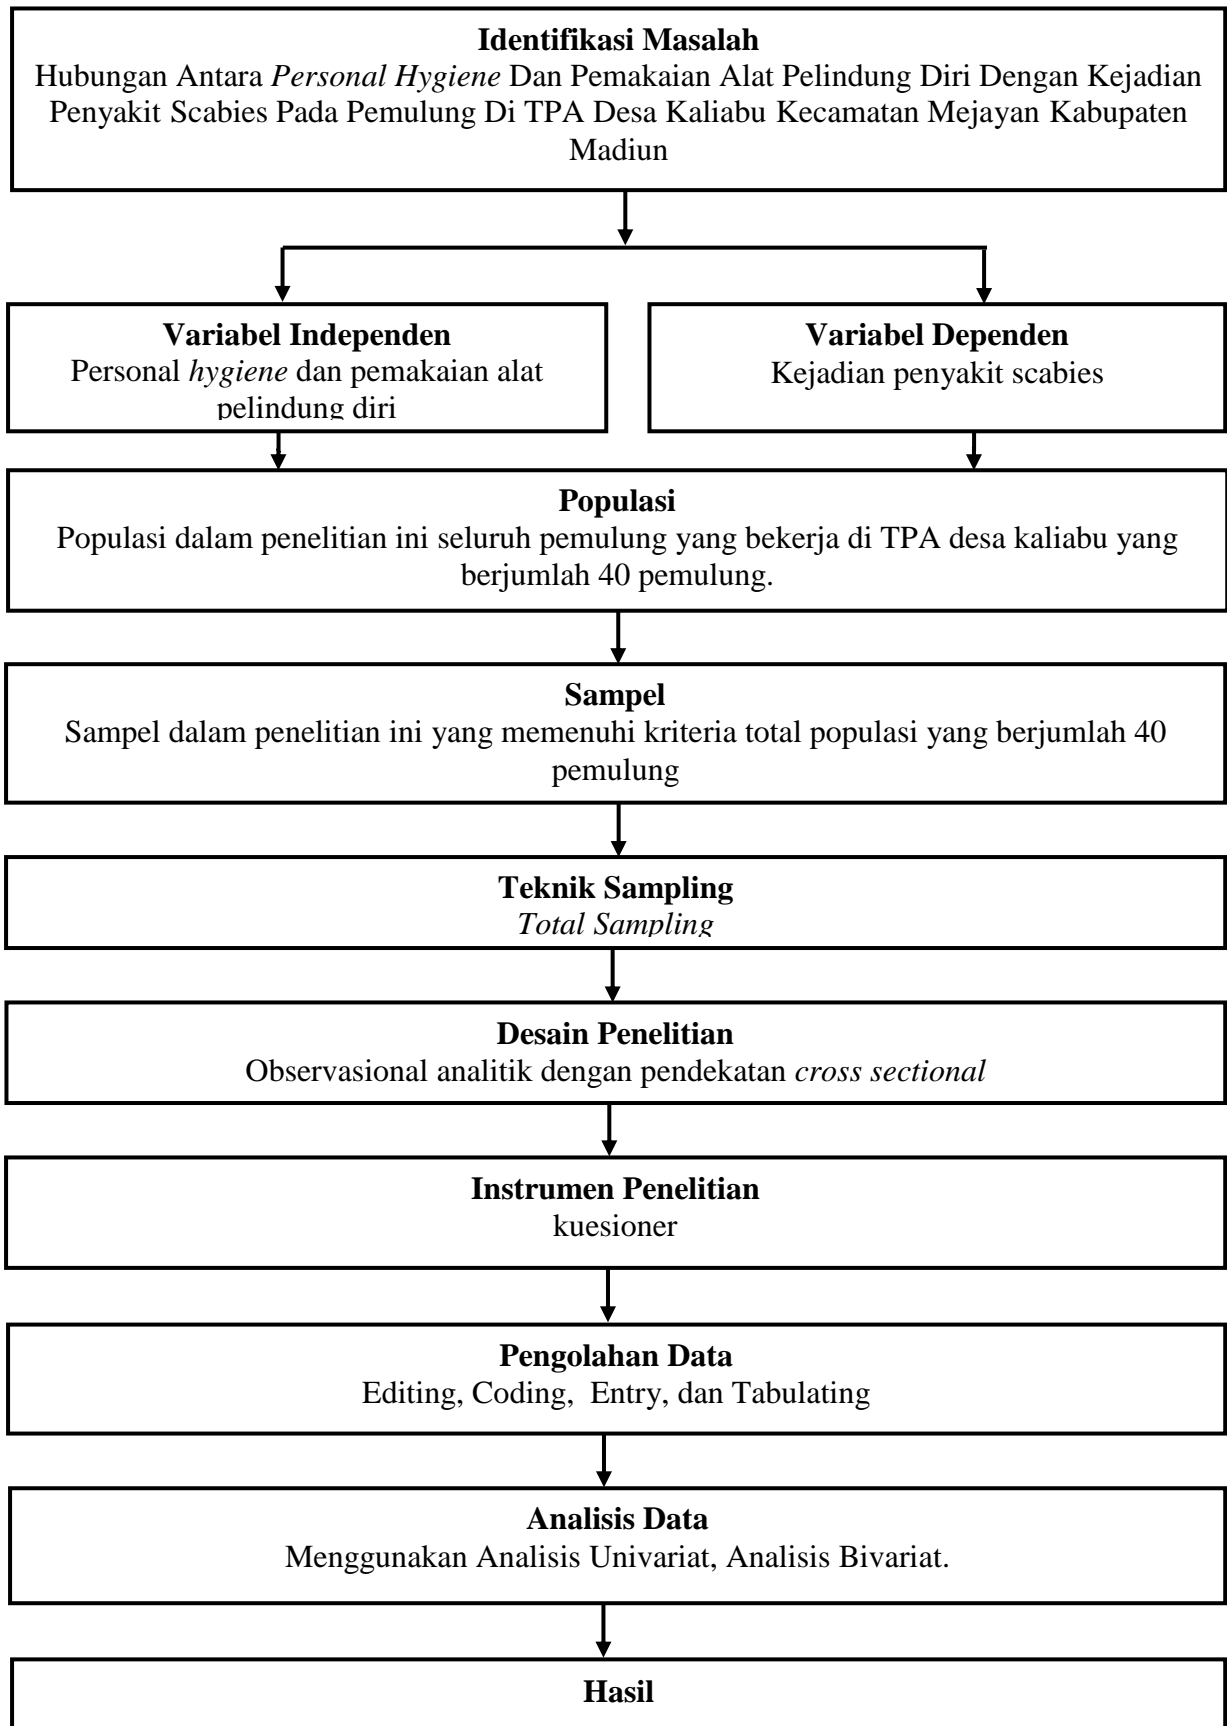 Identifikasi Masalah
Hubungan Antara Personal Hygiene Dan Pemakaian Alat Pelindung Diri Dengan Kejadian
Penyakit Scabies Pada Pemulung Di TPA Desa Kaliabu Kecamatan Mejayan Kabupaten
Madiun
Variabel Independen
Personal hygiene dan pemakaian alat
pelindung diri
Variabel Dependen
Kejadian penyakit scabies
Populasi
Populasi dalam penelitian ini seluruh pemulung yang bekerja di TPA desa kaliabu yang
berjumlah 40 pemulung.
Sampel
Sampel dalam penelitian ini yang memenuhi kriteria total populasi yang berjumlah 40
pemulung
Teknik Sampling
Total Sampling
Desain Penelitian
Observasional analitik dengan pendekatan cross sectional
Instrumen Penelitian
kuesioner
Pengolahan Data
Editing, Coding,  Entry, dan Tabulating
Analisis Data
Menggunakan Analisis Univariat, Analisis Bivariat.
Hasil